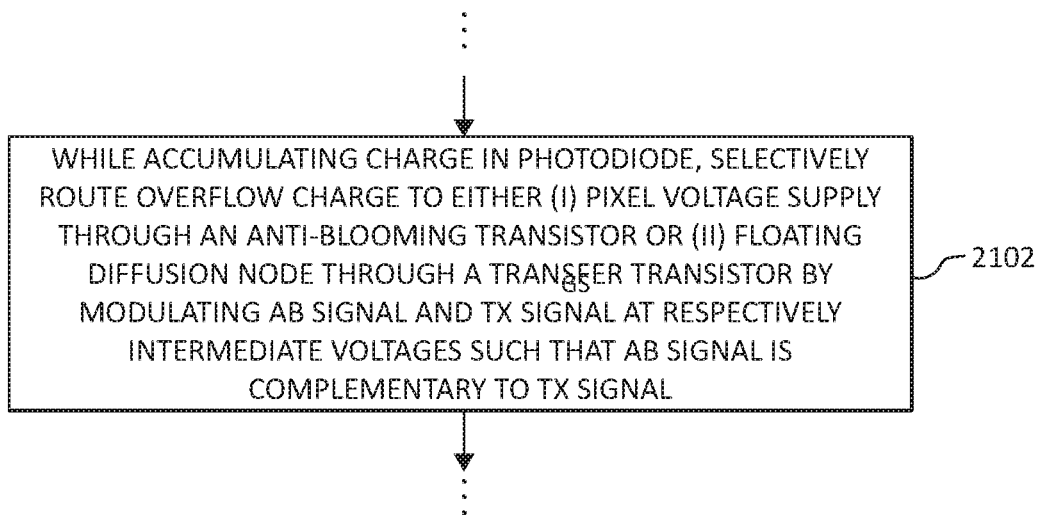 WHILE ACCUMULATING CHARGE IN PHOTODIODE, SELECTIVELY
ROUTE OVERFLOW CHARGE TO EITHER (I) PIXEL VOLTAGE SUPPLY
THROUGH AN ANTI-BLOOMING TRANSISTOR OR (II) FLOATING
DIFFUSION NODE THROUGH A TRANSFER TRANSISTOR BY
GS
MODULATING AB SIGNAL AND TX SIGNAL AT RESPECTIVELY
INTERMEDIATE VOLTAGES SUCH THAT AB SIGNAL IS
COMPLEMENTARY TO TX SIGNAL
2102